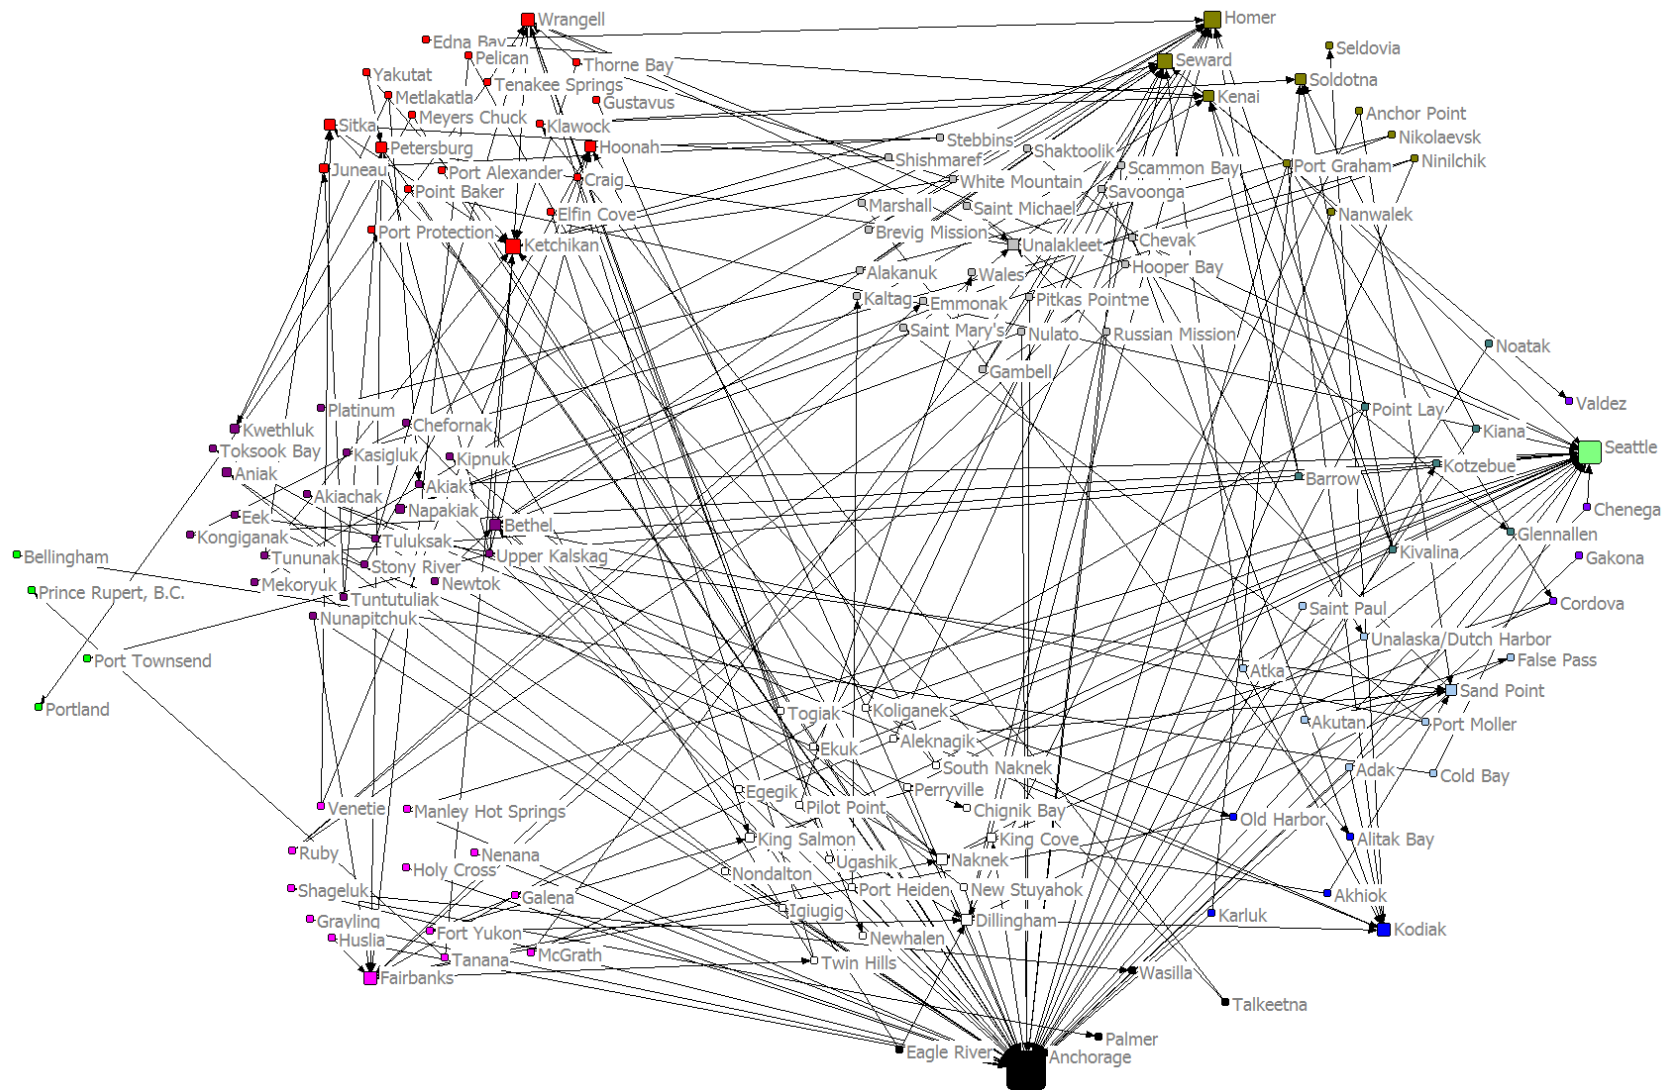 Wrangell
Homer
Edna Bay
Seldovia
Pelican
Thorne Bay
Seward
Yakutat
Tenakee Springs
Soldotna
Metlakatla
Gustavus
Kenai
Meyers Chuck
Anchor Point
Sitka
Klawock
Nikolaevsk
Petersburg
Hoonah
Stebbins
Shaktoolik
Shishmaref
Scammon Bay
Port Graham
Ninilchik
Juneau
Port Alexander
Craig
White Mountain
Point Baker
Savoonga
Marshall
Saint Michael
Elfin Cove
Nanwalek
Port Protection
Brevig Mission
Ketchikan
Unalakleet
Chevak
Alakanuk
Wales
Hooper Bay
Kaltag
Emmonak
Pitkas Point
me
Saint Mary's
Nulato
Russian Mission
Noatak
Gambell
Platinum
Point Lay
Valdez
Kwethluk
Chefornak
Kiana
Toksook Bay
Kasigluk
Kipnuk
Seattle
Aniak
Akiak
Kotzebue
Barrow
Akiachak
Napakiak
Chenega
Eek
Bethel
Kongiganak
Tuluksak
Glennallen
Bellingham
Tununak
Stony River
Upper Kalskag
Kivalina
Gakona
Prince Rupert, B.C.
Mekoryuk
Newtok
Tuntutuliak
Saint Paul
Cordova
Nunapitchuk
Unalaska/Dutch Harbor
Port Townsend
Atka
False Pass
Portland
Togiak
Koliganek
Sand Point
Akutan
Port Moller
Ekuk
Aleknagik
South Naknek
Adak
Cold Bay
Egegik
Perryville
Venetie
Manley Hot Springs
Pilot Point
Chignik Bay
Old Harbor
King Salmon
King Cove
Alitak Bay
Ruby
Nenana
Ugashik
Naknek
Holy Cross
Nondalton
Shageluk
Galena
Port Heiden
New Stuyahok
Akhiok
Igiugig
Karluk
Grayling
Dillingham
Huslia
Fort Yukon
Newhalen
Kodiak
Tanana
McGrath
Twin Hills
Fairbanks
Wasilla
Talkeetna
Palmer
Eagle River
Anchorage